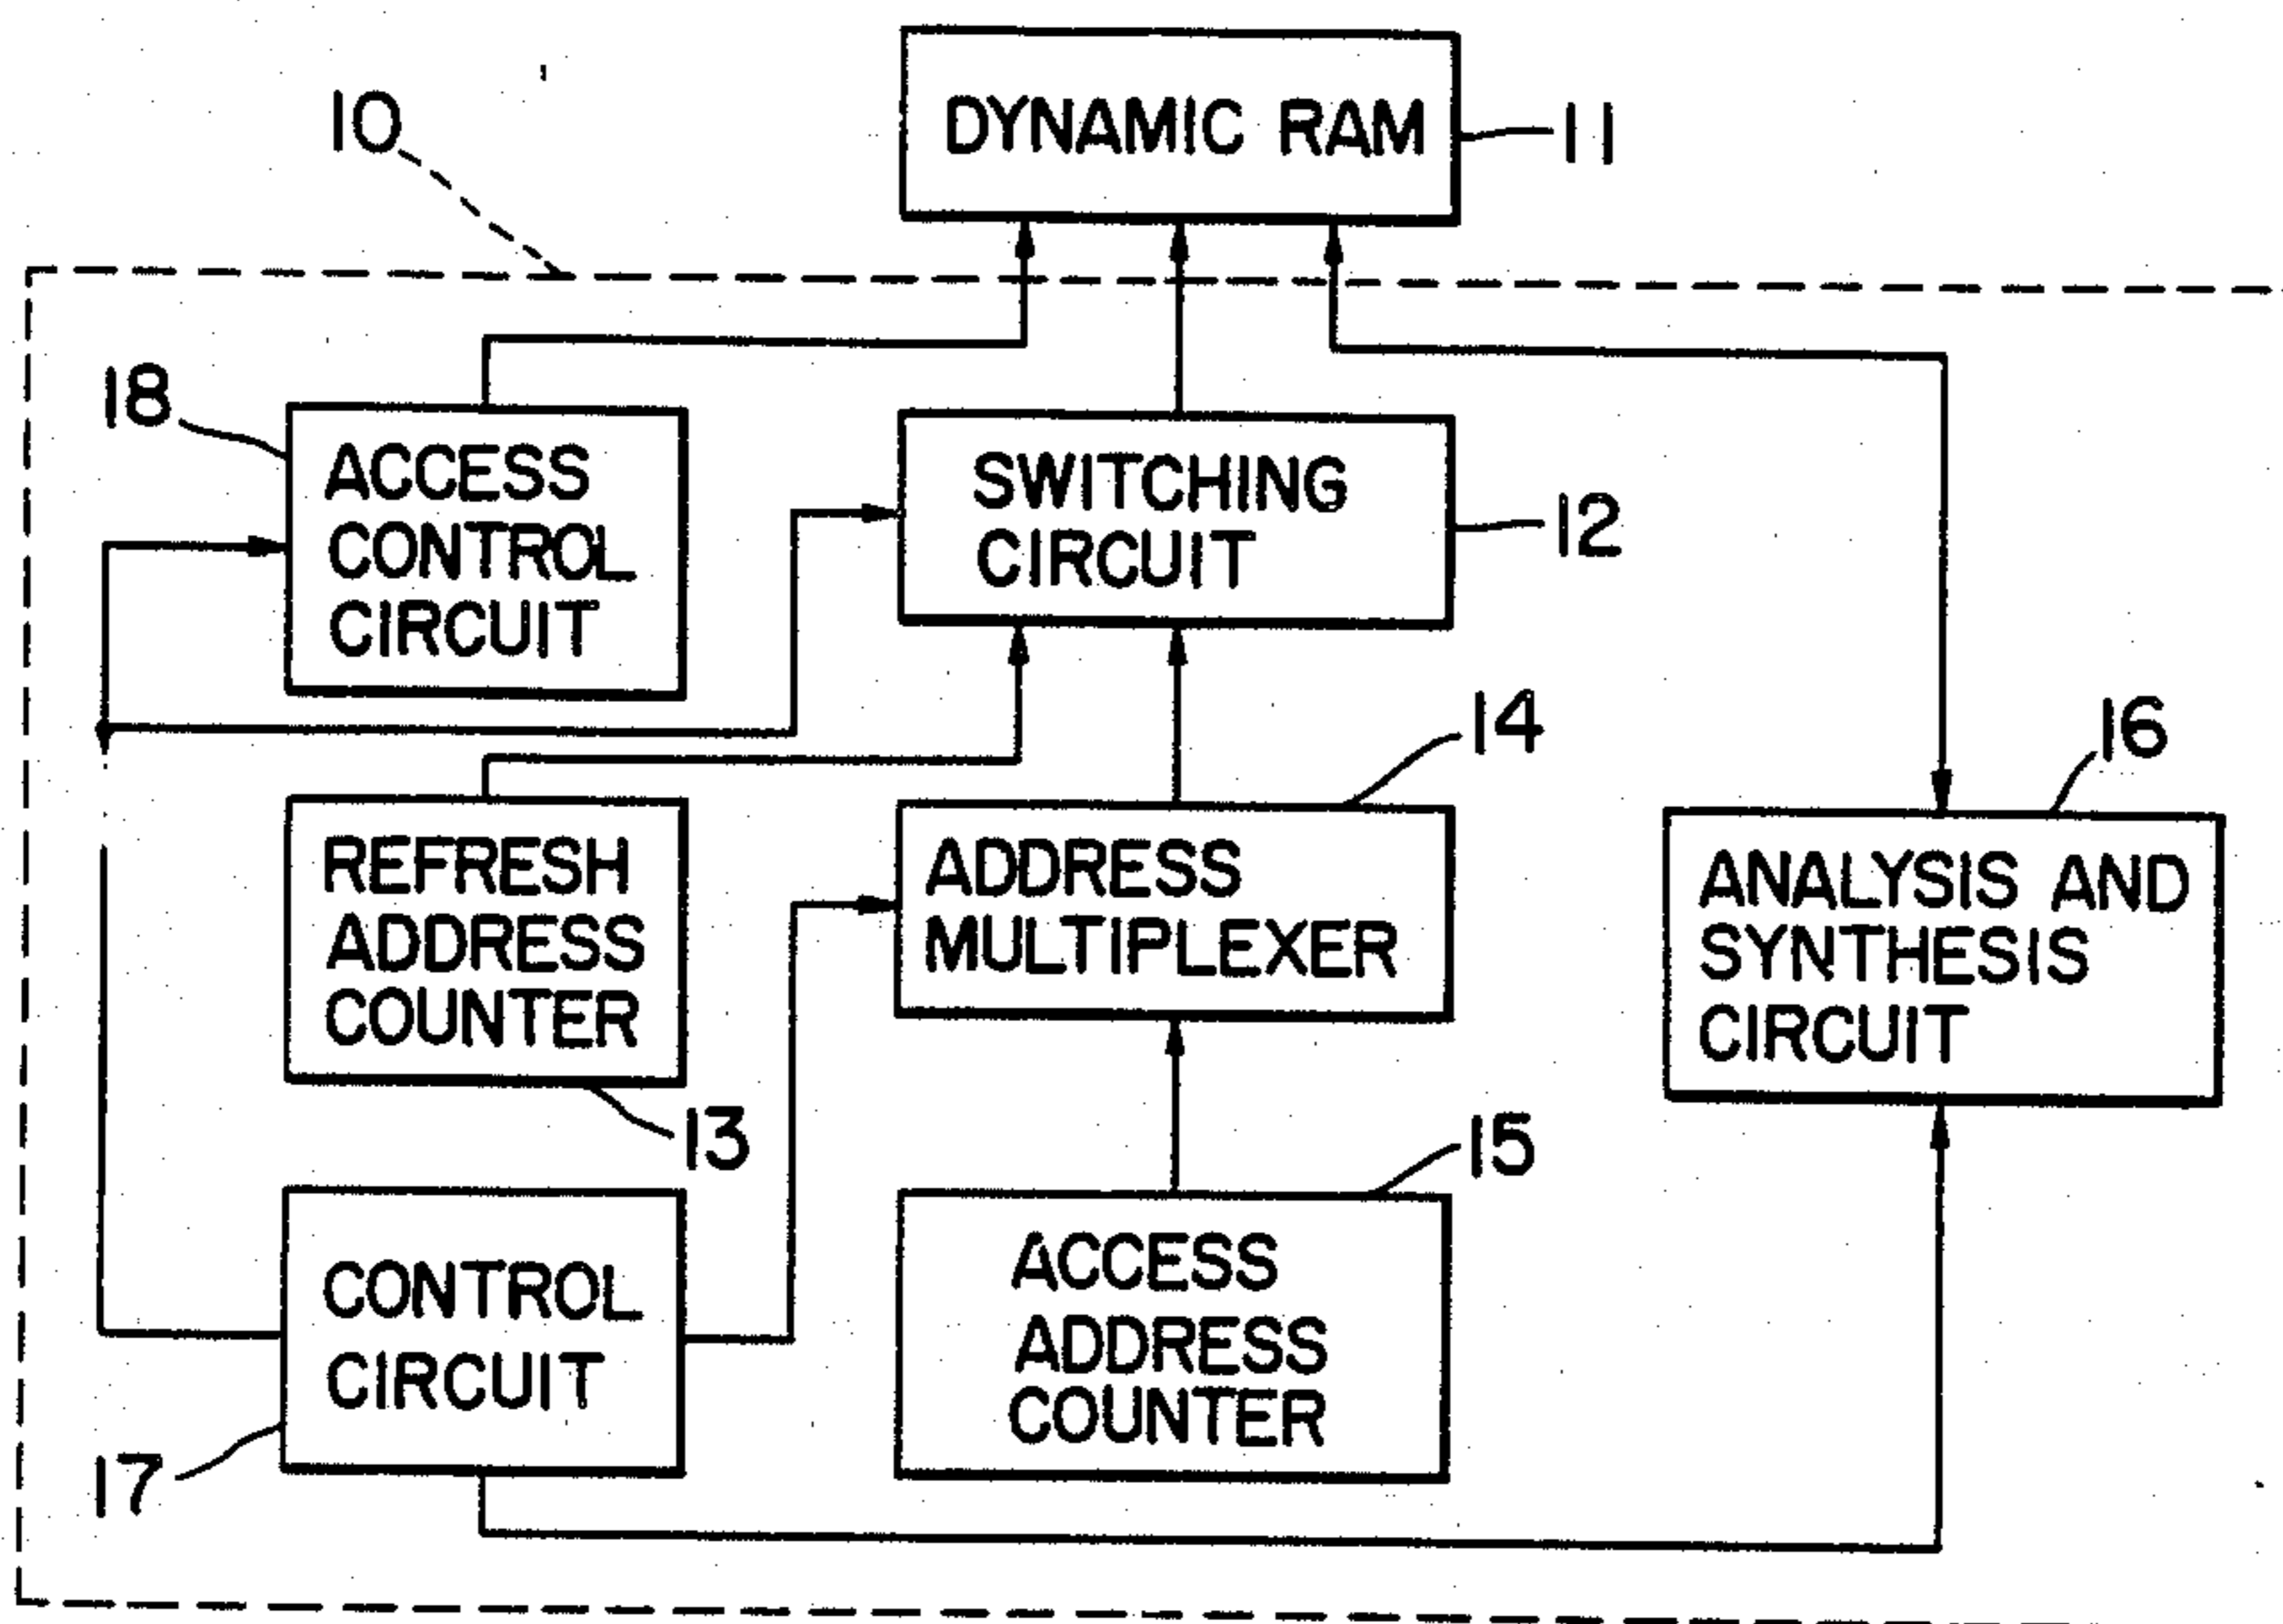 10
DYNAMIC RAM
11
18
ACCESS
CONTROL
CIRCUIT
SWITCHING
CIRCUIT
12
14
16
REFRESH
ADDRESS
COUNTER
13
ADDRESS
MULTIPLEXER
ANALYSIS AND
SYNTHESIS
CIRCUIT
15
CONTROL
CIRCUIT
17
ACCESS
ADDRESS
COUNTER